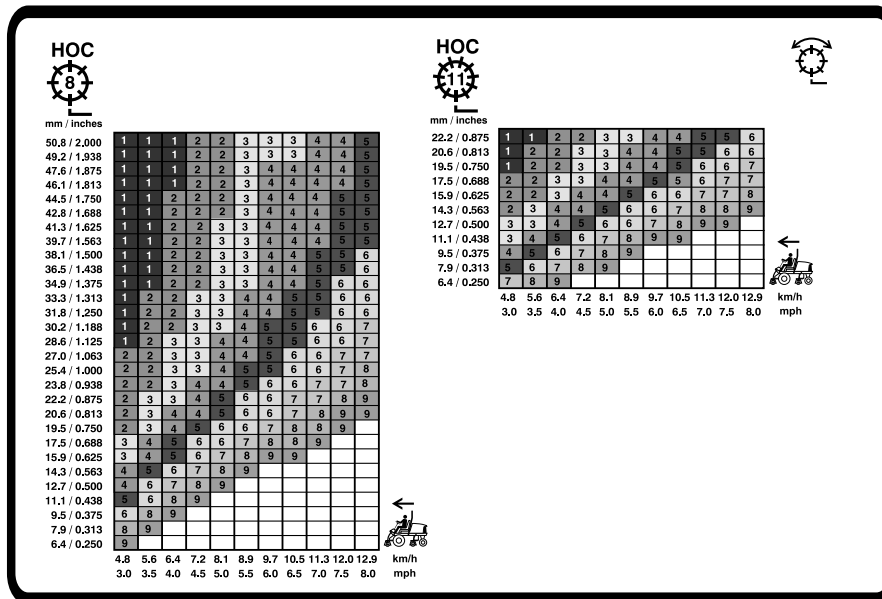 HOC
8
mm / inches
50.8 / 2.000 1 1 1 2 2 3 3 3 4 4 5
49.2 / 1.938 1 1 1 2 2 3 3 3 4 4 5
47.6 / 1.875 1 1 1 2 2 3 4 4 4 4 5
46.1 / 1.813 1 1 1 2 2 3 4 4 4 4 5
44.5 / 1.750 1 1 2 2 2 3 4 4 4 5 5
42.8 / 1.688 1 1 2 2 2 3 4 4 4 5 5
41.3 / 1.625 1 1 2 2 3 3 4 4 4 5 5
39.7 / 1.563 1 1 2 2 3 3 4 4 4 5 5
38.1 / 1.500 1 1 2 2 3 3 4 4 5 5 6
36.5 / 1.438 1 1 2 2 3 3 4 4 5 5 6
34.9 / 1.375 1 1 2 2 3 3 4 4 5 6 6
33.3 / 1.313 1 2 2 3 3 4 4 5 5 6 6
31.8 / 1.250 1 2 2 3 3 4 4 5 5 6 6
30.2 / 1.188 1 2 2 3 3 4 5 5 6 6 7
28.6 / 1.125 1 2 3 3 4 4 5 5 6 6 7
27.0 / 1.063 2 2 3 3 4 4 5 6 6 7 7
25.4 / 1.000 2 2 3 3 4 5 5 6 6 7 8
23.8 / 0.938 2 2 3 4 4 5 6 6 7 7 8
22.2 / 0.875 2 3 3 4 5 6 6 7 7 8 9
20.6 / 0.813 2 3 4 4 5 6 6 7 8 9 9
19.5 / 0.750 2 3 4 5 6 6 7 8 8 9
17.5 / 0.688 3 4 5 6 6 7 8 8 9
15.9 / 0.625 3 4 5 6 7 8 9 9
14.3 / 0.563 4 5 6 7 8 9
12.7 / 0.500 4 6 7 8 9
11.1 / 0.438 5 6 8 9
9.5 / 0.375 6 8 9
7.9 / 0.313 8 9
6.4 / 0.250 9
4.8 5.6 6.4 7.2 8.1 8.9 9.7 10.5 11.3 12.0 12.9 km/h
3.0 3.5 4.0 4.5 5.0 5.5 6.0 6.5 7.0 7.5 8.0 mph
HOC
11
mm / inches
22.2 / 0.875 1 1 2 2 3 3 4 4 5 5 6
20.6 / 0.813 1 2 2 3 3 4 4 5 5 6 6
19.5 / 0.750 1 2 2 3 3 4 4 5 6 6 7
17.5 / 0.688 2 2 3 3 4 4 5 5 6 7 7
15.9 / 0.625 2 2 3 4 4 5 6 6 7 7 8
14.3 / 0.563 2 3 4 4 5 6 6 7 8 8 9
12.7 / 0.500 3 3 4 5 6 6 7 8 9 9
11.1 / 0.438 3 4 5 6 7 8 9 9
9.5 / 0.375 4 5 6 7 8 9
7.9 / 0.313 5 6 7 8 9
6.4 / 0.250 7 8 9
4.8 5.6 6.4 7.2 8.1 8.9 9.7 10.5 11.3 12.0 12.9 km/h
3.0 3.5 4.0 4.5 5.0 5.5 6.0 6.5 7.0 7.5 8.0 mph